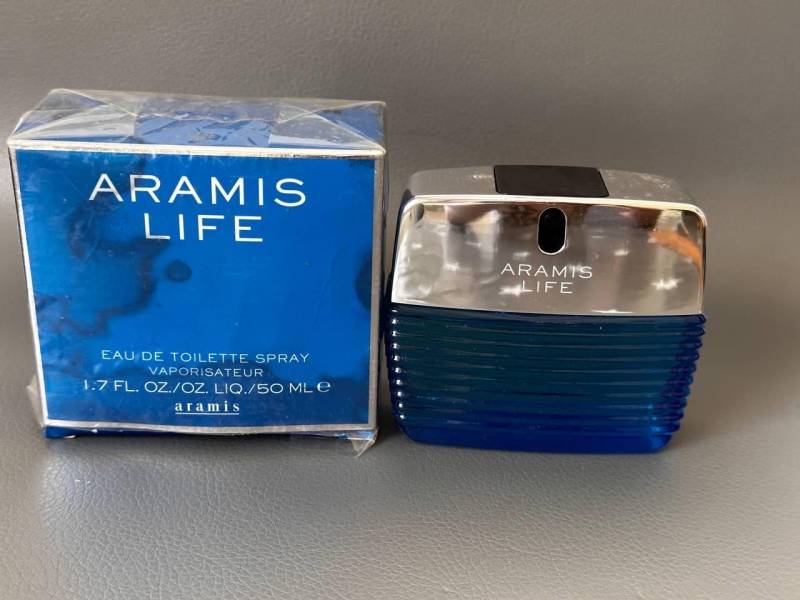 ARAMIS
LIFE
EAU DE TOILETTE SPRAY
VAPORISATEUR
1.7 FL. OZ./OZ. LIQ./50 ML ℮
aramis
ARAMIS
LIFE